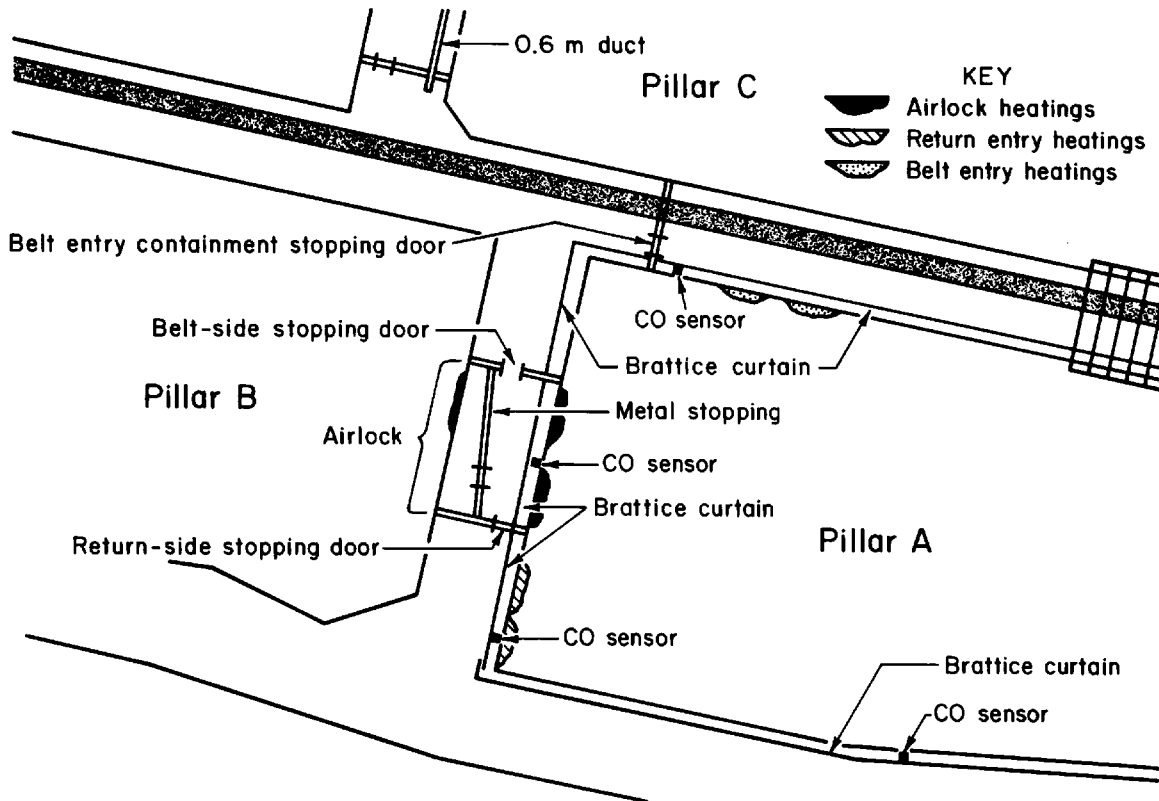 0.6 m duct
Pillar C
KEY
Airlock heatings
Return entry heatings
Belt entry heatings
Belt entry containment stopping door
CO sensor
Belt-side stopping door
Brattice curtain
Pillar B
Metal stopping
Airlock
CO sensor
Brattice curtain
Return-side stopping door
Pillar A
CO sensor
Brattice curtain
CO sensor